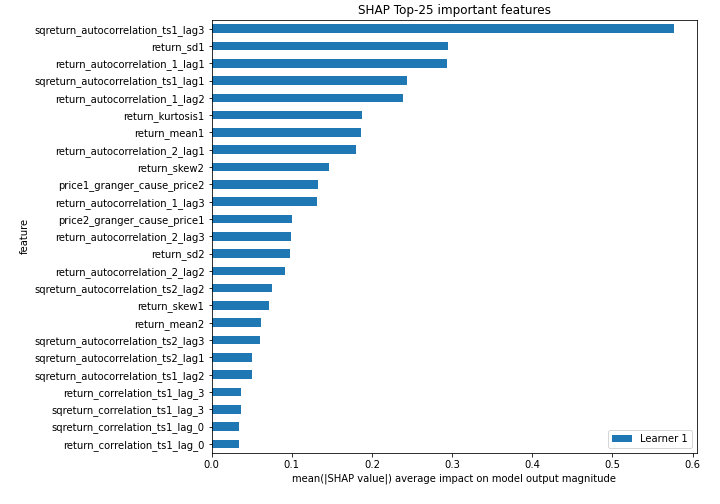 SHAP Top-25 important features
sqreturn_autocorrelation_ts1_lag3
return_sd1
return_autocorrelation_1_lag1
sqreturn_autocorrelation_ts1_lag1
return_autocorrelation_1_lag2
return_kurtosis1
return_mean1
return_autocorrelation_2_lag1
return_skew2
price1_granger_cause_price2
return_autocorrelation_1_lag3
price2_granger_cause_price1
return_autocorrelation_2_lag3
return_sd2
return_autocorrelation_2_lag2
sqreturn_autocorrelation_ts2_lag2
return_skew1
return_mean2
sqreturn_autocorrelation_ts2_lag3
sqreturn_autocorrelation_ts2_lag1
sqreturn_autocorrelation_ts1_lag2
return_correlation_ts1_lag_3
sqreturn_correlation_ts1_lag_3
sqreturn_correlation_ts1_lag_0
return_correlation_ts1_lag_0
feature
Learner 1
0.0 0.1 0.2 0.3 0.4 0.5 0.6
mean(|SHAP value|) average impact on model output magnitude